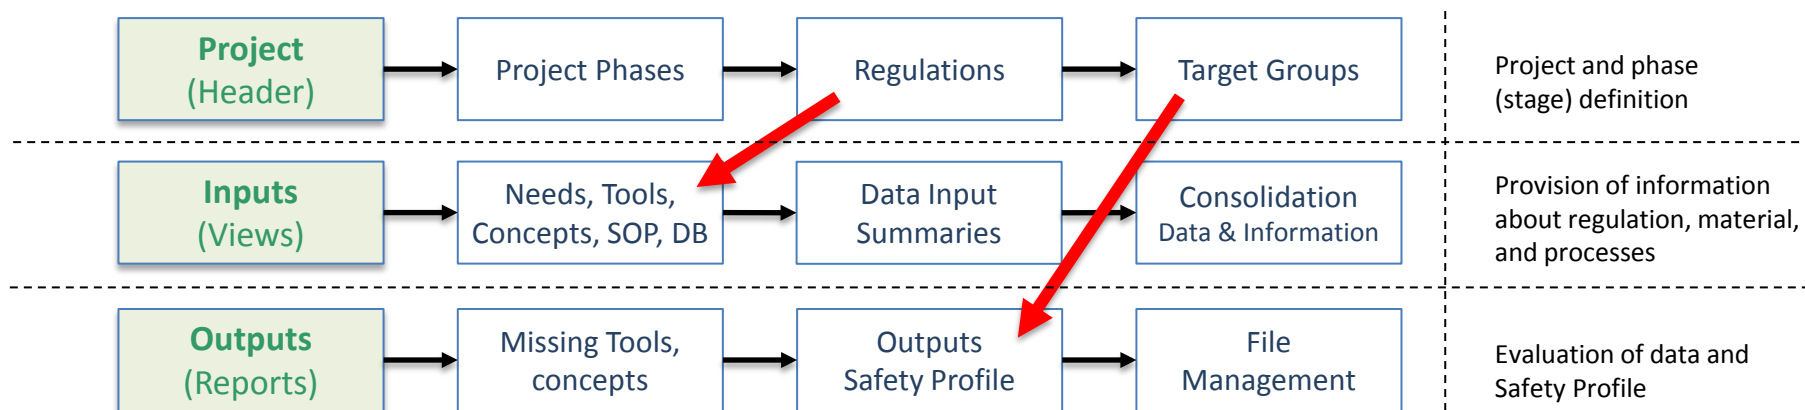 Project
(Header)
Project Phases
Regulations
Target Groups
Project and phase
(stage) definition
Inputs
(Views)
Needs, Tools,
Concepts, SOP, DB
Data Input
Summaries
Consolidation
Data & Information
Provision of information
about regulation, material,
and processes
Outputs
(Reports)
Missing Tools,
concepts
Outputs
Safety Profile
File
Management
Evaluation of data and
Safety Profile